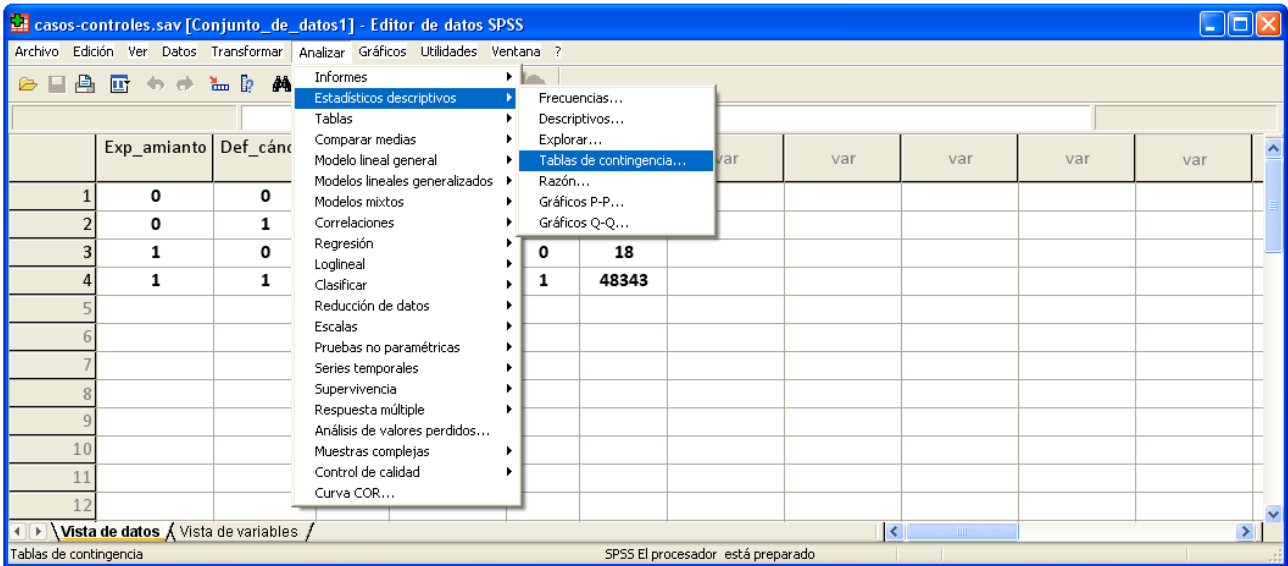 casos-controles.sav [Conjunto_de_datos1] - Editor de datos SPSS
Archivo Edición Ver Datos Transformar Analizar Gráficos Utilidades Ventana ?
Informes
Estadísticos descriptivos
Tablas
Comparar medias
Modelo lineal general
Modelos lineales generalizados
Modelos mixtos
Correlaciones
Regresión
Loglineal
Clasificar
Reducción de datos
Escalas
Pruebas no paramétricas
Series temporales
Supervivencia
Respuesta múltiple
Análisis de valores perdidos...
Muestras complejas
Control de calidad
Curva COR...
Frecuencias...
Descriptivos...
Explorar...
Tablas de contingencia...
Razón...
Gráficos P-P...
Gráficos Q-Q...
Exp_amianto Def_cánc var var var var var
1 0 0
2 0 1
3 1 0 0 18
4 1 1 1 48343
5
6
7
8
9
10
11
12
Vista de datos Vista de variables
Tablas de contingencia SPSS El procesador está preparado